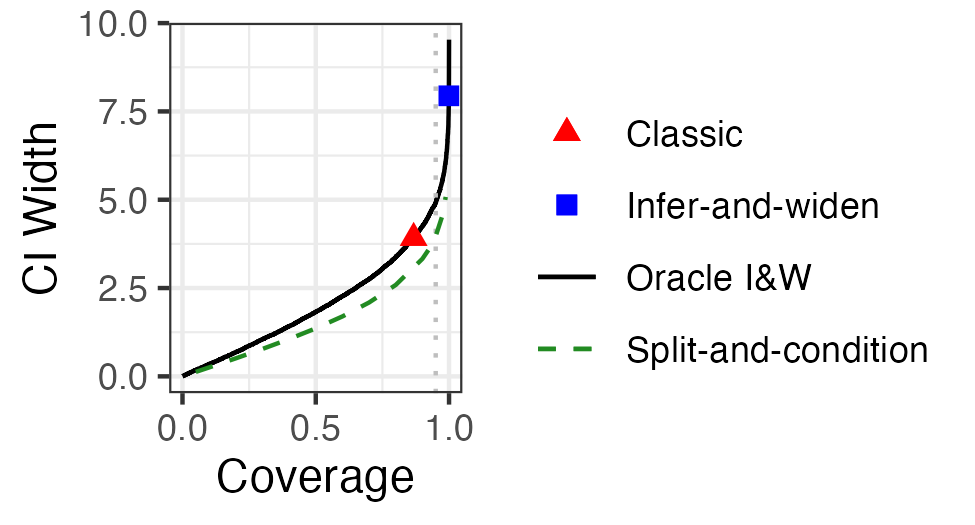 10.0
7.5
5.0
2.5
0.0
CI Width
0.0 0.5 1.0
Coverage
Classic
Infer-and-widen
Oracle I&W
Split-and-condition